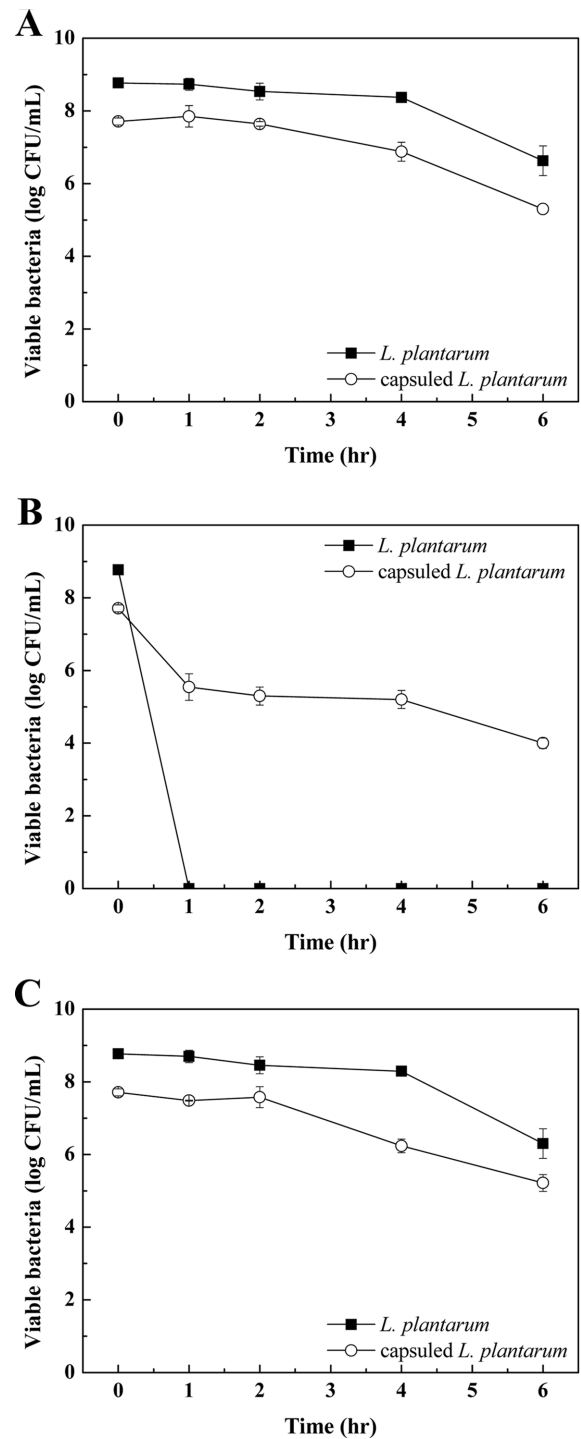 A
10
8
6
4
2
0
Viable bacteria (log CFU/mL)
L. plantarum
capsuled L. plantarum
0 1 2 3 4 5 6
Time (hr)
B
10
8
6
4
2
0
Viable bacteria (log CFU/mL)
L. plantarum
capsuled L. plantarum
0 1 2 3 4 5 6
Time (hr)
C
10
8
6
4
2
0
Viable bacteria (log CFU/mL)
L. plantarum
capsuled L. plantarum
0 1 2 3 4 5 6
Time (hr)